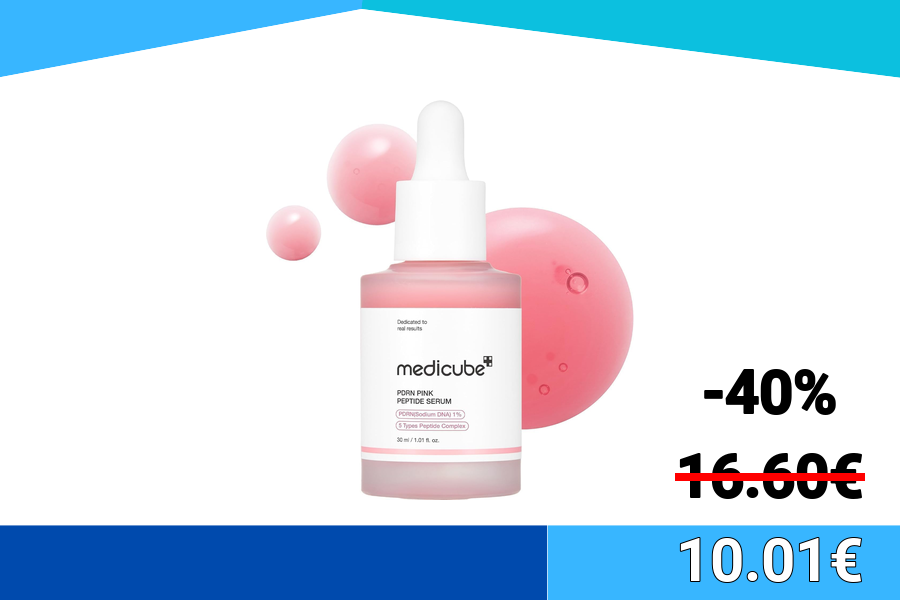 Dedicated to
real results
medicube
PDRN PINK
PEPTIDE SERUM
PDRN(Sodium DNA) 1%
5 Types Peptide Complex
30 ml / 1.01 fl. oz.
-40%
16.60€
10.01€